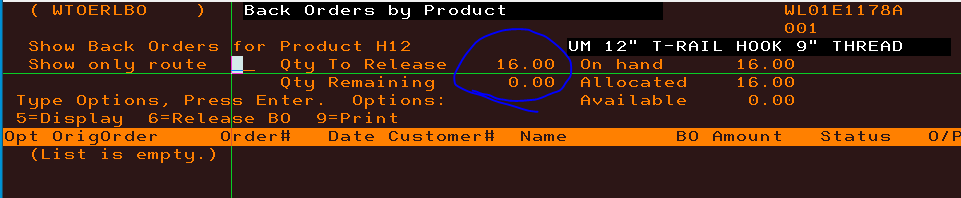 ( WTOERLBO ) Back Orders by Product WL01E1178A
001
Show Back Orders for Product H12 UM 12" T-RAIL HOOK 9" THREAD
Show only route __ Qty To Release 16.00 On hand 16.00
Qty Remaining 0.00 Allocated 16.00
Type Options, Press Enter. Options: Available 0.00
5=Display 6=Release BO 9=Print
Opt OrigOrder Order# Date Customer# Name BO Amount Status O/P
(List is empty.)